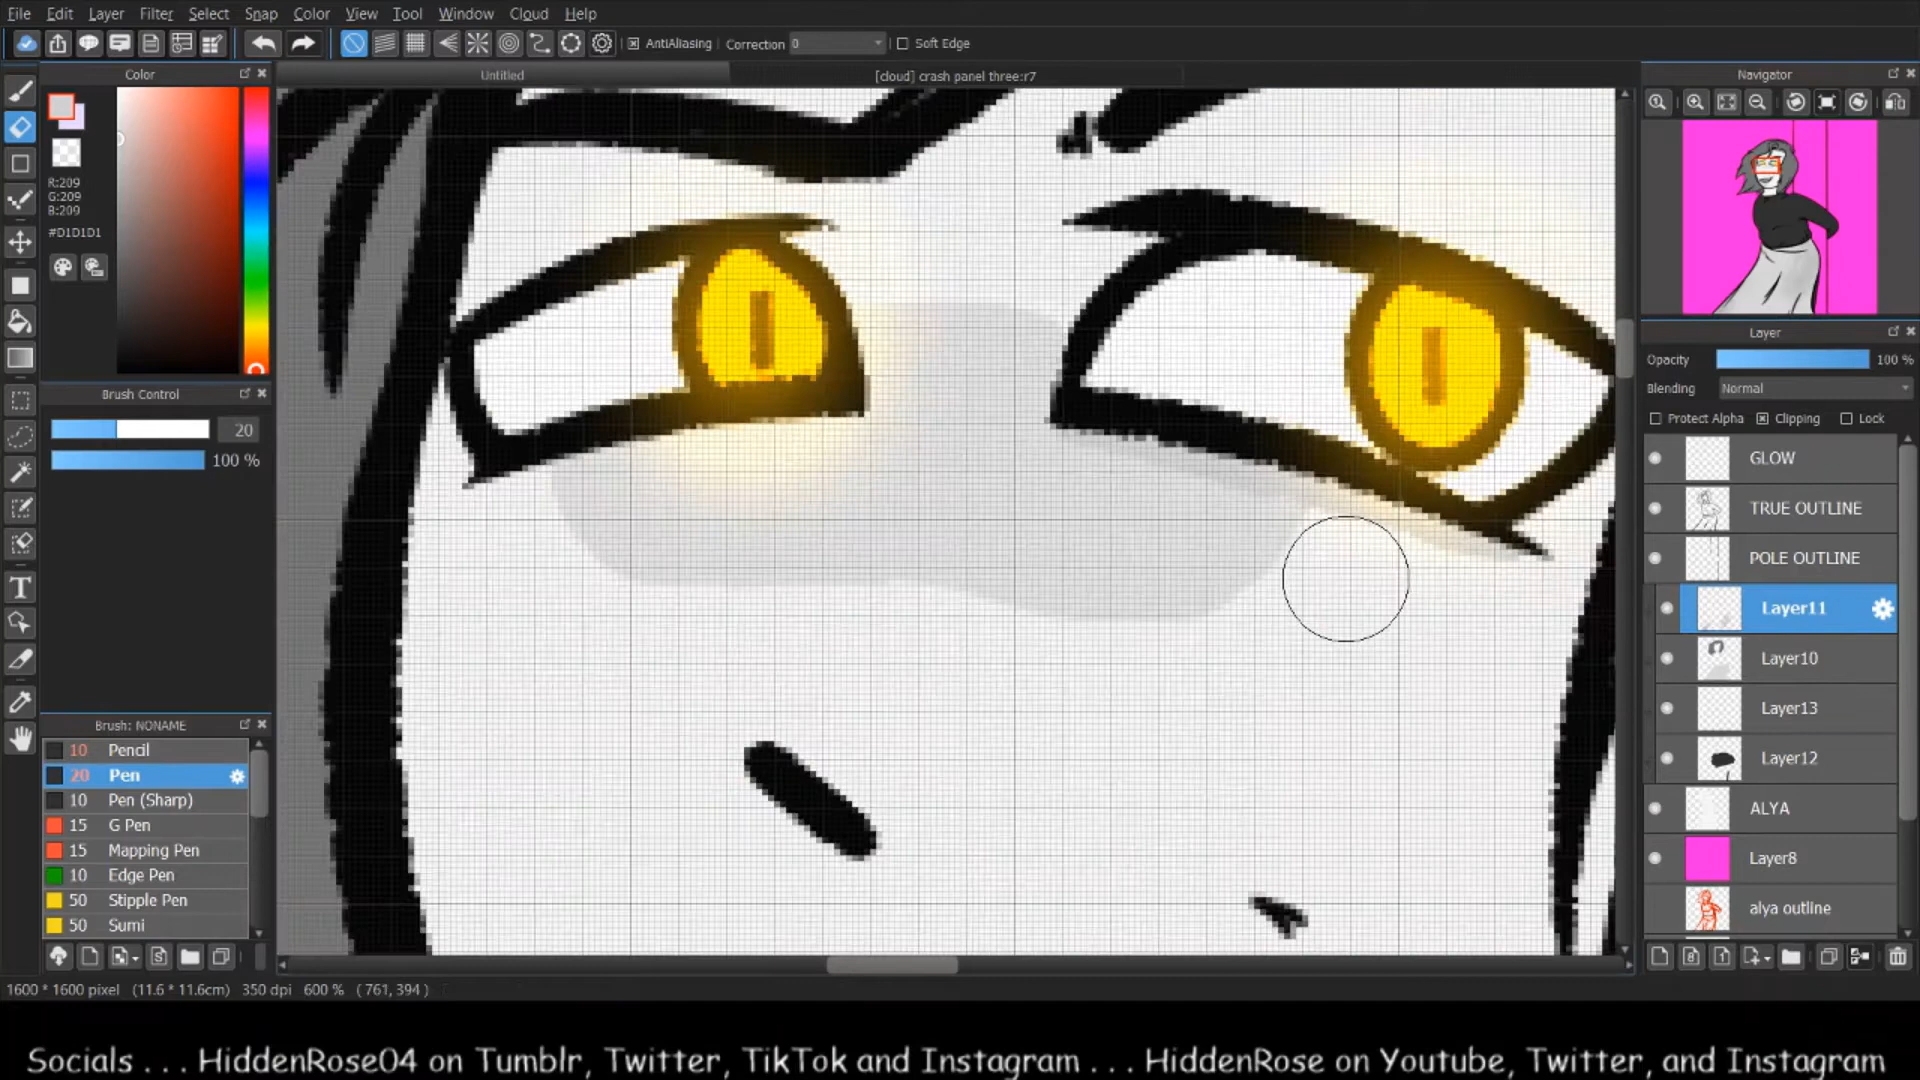 File Edit Layer Filter Select Snap Color View Tool Window Cloud Help
AntiAliasing Correction 0 Soft Edge
Color
Untitled
[cloud] crash panel three:r7
Navigator
R:209
G:209
B:209
#D1D1D1
Brush Control
20
100 %
Layer
Opacity 100 %
Blending Normal
Protect Alpha Clipping Lock
GLOW
TRUE OUTLINE
POLE OUTLINE
Layer11
Layer10
Layer13
Layer12
ALYA
Layer8
alya outline
Brush: NONAME
10 Pencil
20 Pen
10 Pen (Sharp)
15 G Pen
15 Mapping Pen
10 Edge Pen
50 Stipple Pen
50 Sumi
1600 * 1600 pixel (11.6 * 11.6cm) 350 dpi 600 % ( 761, 394 )
Socials . . . HiddenRose04 on Tumblr, Twitter, TikTok and Instagram . . . HiddenRose on Youtube, Twitter, and Instagram